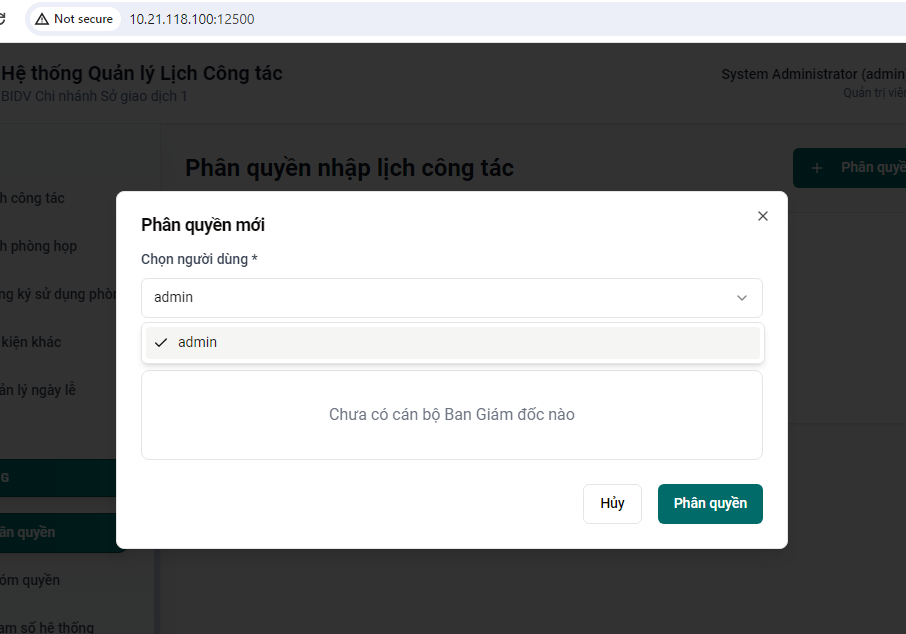 Not secure 10.21.118.100:12500
Hệ thống Quản lý Lịch Công tác
BIDV Chi nhánh Sở giao dịch 1
System Administrator (admin
Quản trị viê
Phân quyền nhập lịch công tác
+ Phân quyề
h công tác
h phòng họp
ng ký sử dụng phòn
kiện khác
ản lý ngày lễ
G
ân quyền
óm quyền
am số hệ thống
Phân quyền mới
Chọn người dùng *
admin
admin
Chưa có cán bộ Ban Giám đốc nào
Hủy
Phân quyền